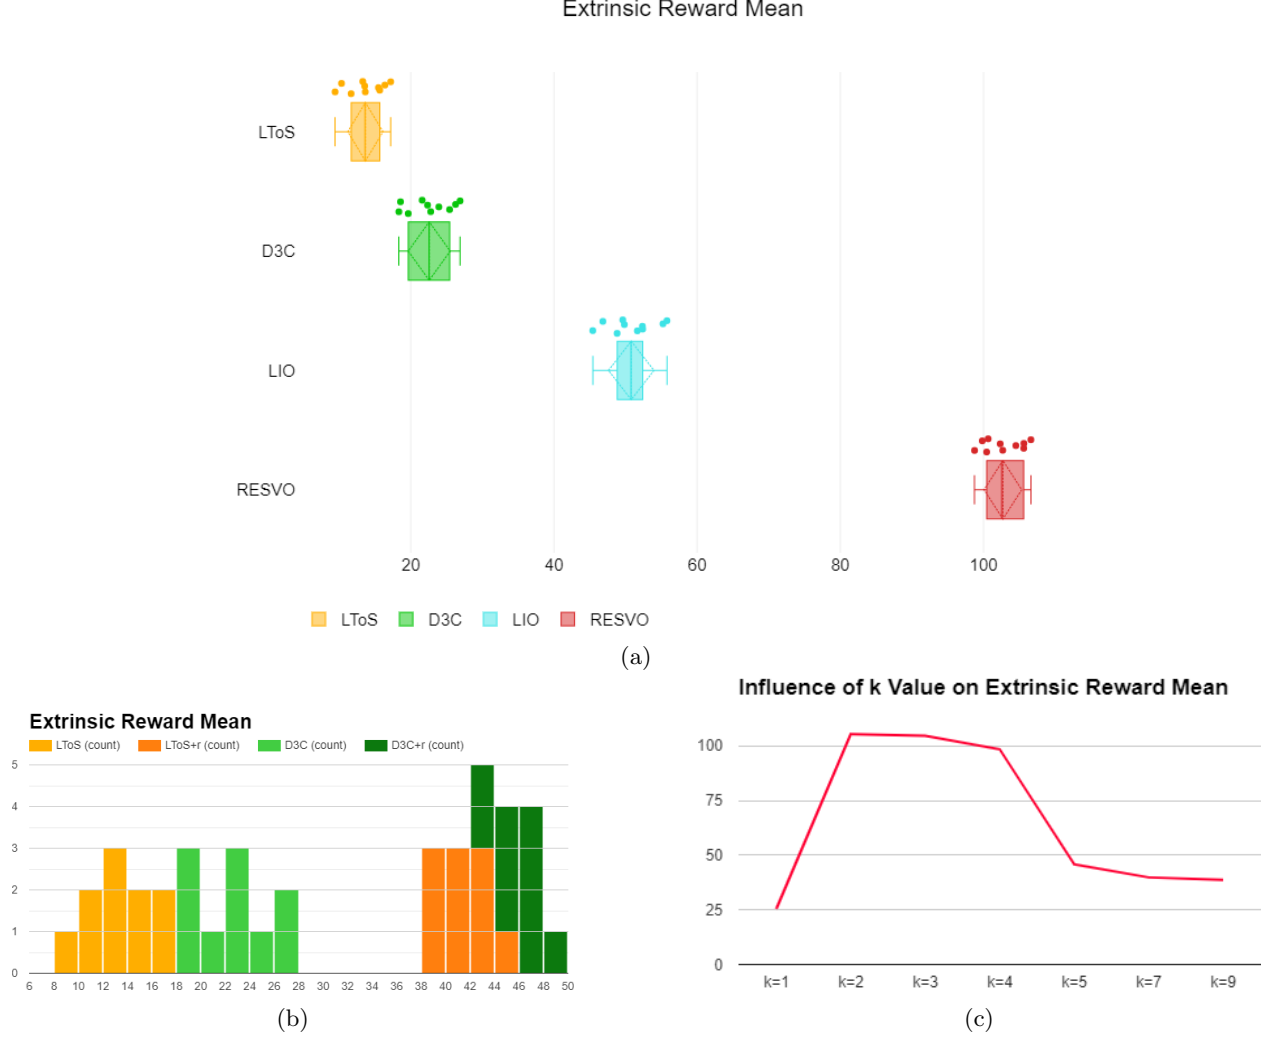 Extrinsic Reward Mean
LToS
D3C
LIO
RESVO
20 40 60 80 100
LToS D3C LIO RESVO
(a)
Extrinsic Reward Mean
LToS (count) LToS+r (count) D3C (count) D3C+r (count)
5
4
3
2
1
0
6 8 10 12 14 16 18 20 22 24 26 28 30 32 34 36 38 40 42 44 46 48 50
(b)
Influence of k Value on Extrinsic Reward Mean
100
75
50
25
0
k=1 k=2 k=3 k=4 k=5 k=7 k=9
(c)